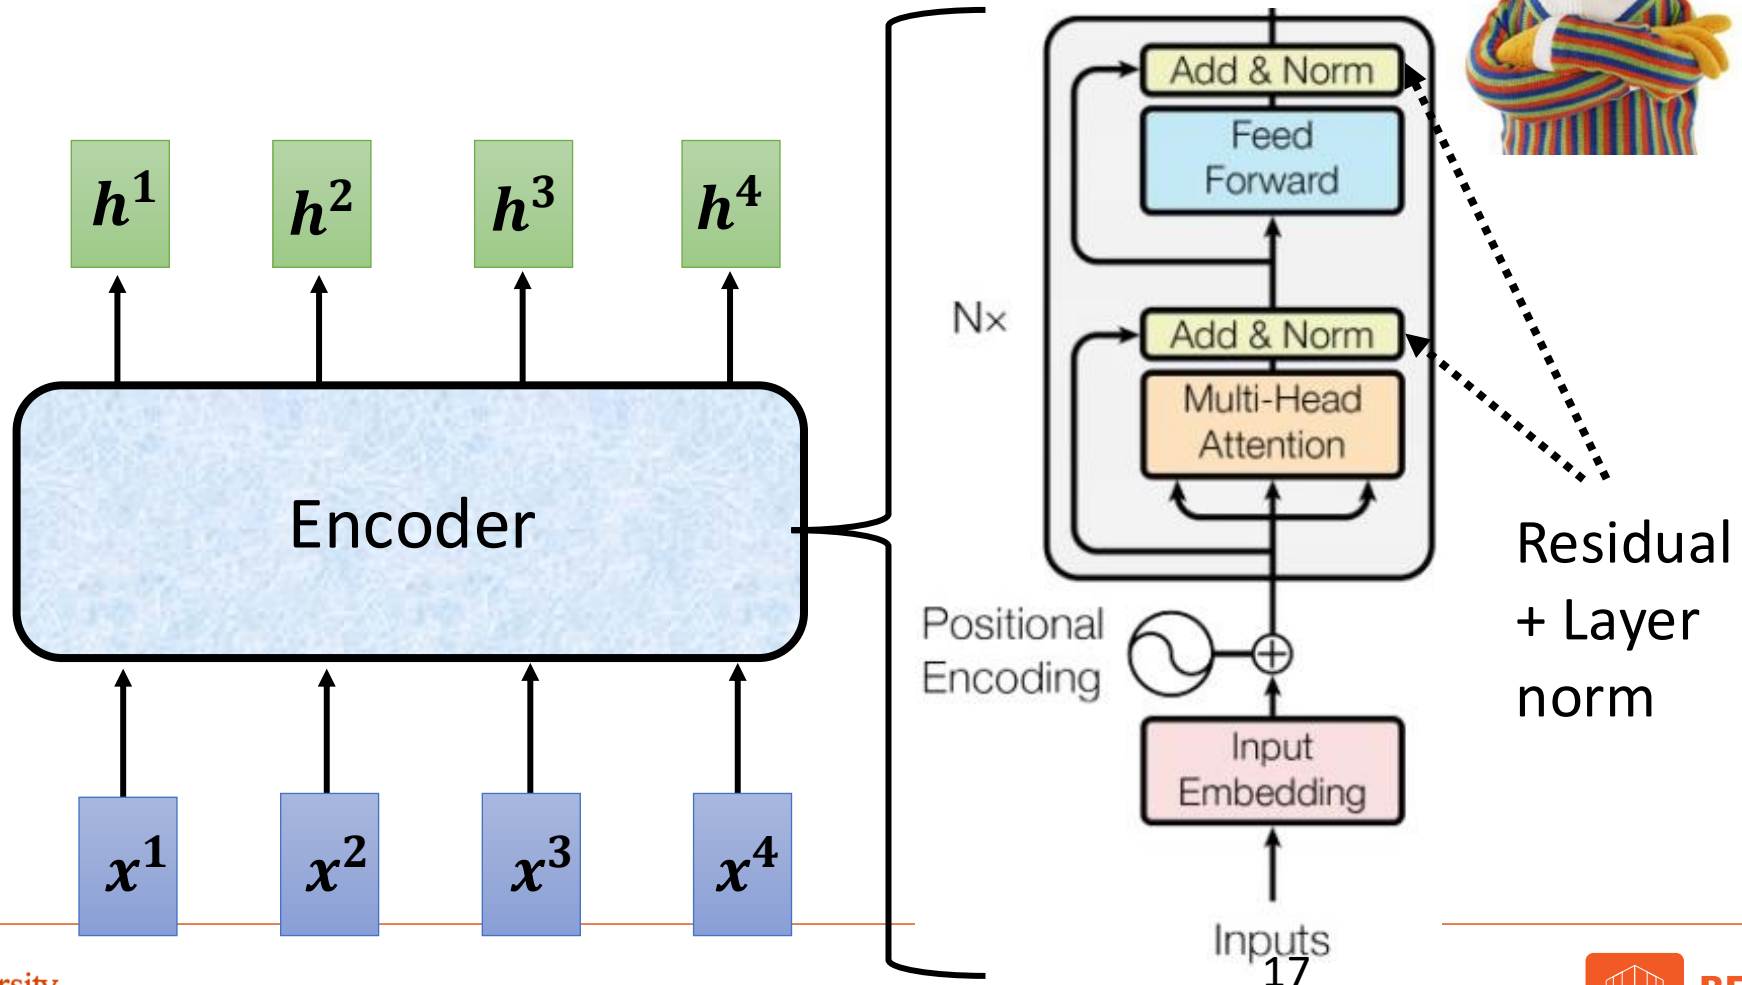 h¹ h² h³ h⁴
Encoder
x¹ x² x³ x⁴
Add & Norm
Feed
Forward
N×
Add & Norm
Multi-Head
Attention
Positional
Encoding
Input
Embedding
Inputs
Residual
+ Layer
norm
17